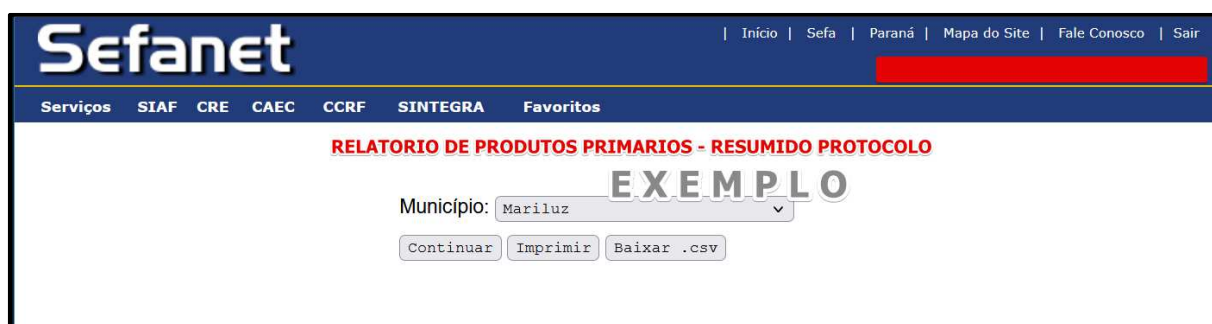 Sefanet
| Início | Sefa | Paraná | Mapa do Site | Fale Conosco | Sair
Serviços SIAF CRE CAEC CCRF SINTEGRA Favoritos
RELATORIO DE PRODUTOS PRIMARIOS - RESUMIDO PROTOCOLO
EXEMPLO
Município: Mariluz
Continuar Imprimir Baixar .csv